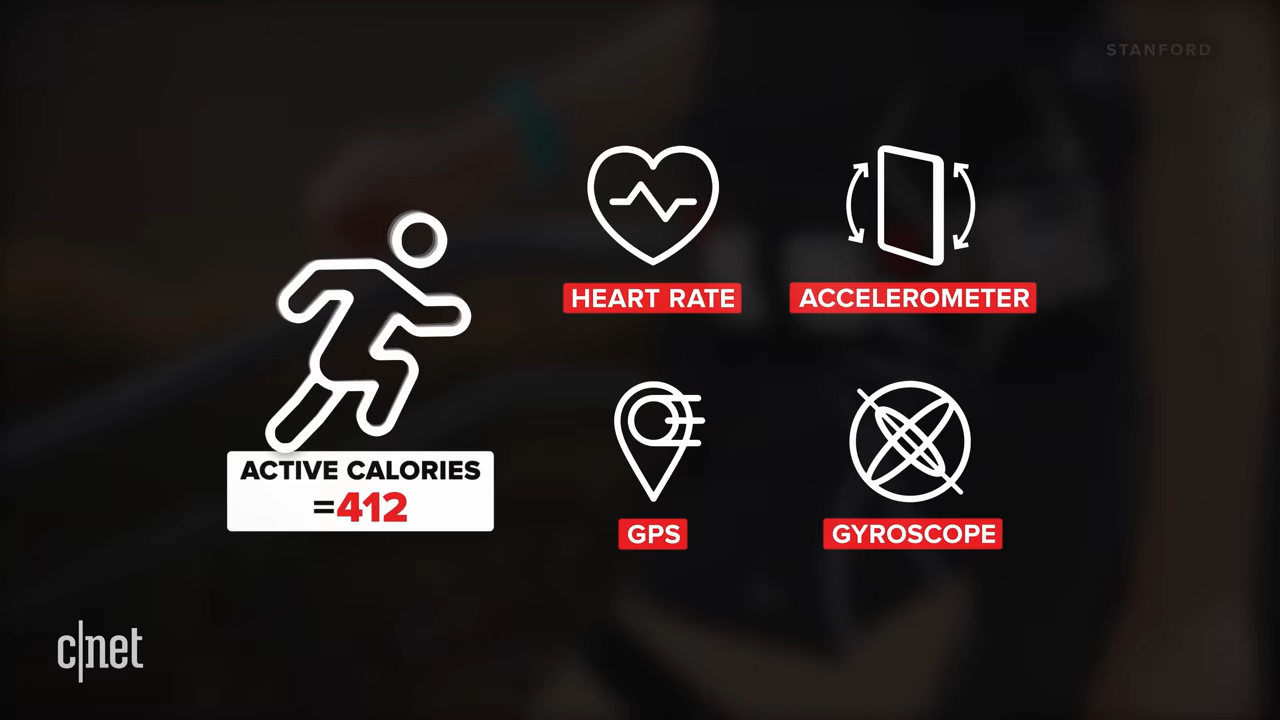 STANFORD
HEART RATE
ACCELEROMETER
ACTIVE CALORIES
=412
GPS
GYROSCOPE
c|net